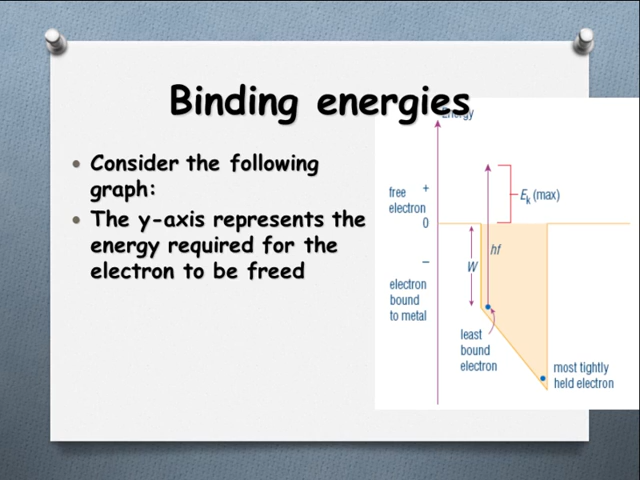 Binding energies
• Consider the following
graph:
• The y-axis represents the
energy required for the
electron to be freed
Energy
free
electron
+
0
–
electron
bound
to metal
Ek (max)
hf
W
least
bound
electron
most tightly
held electron